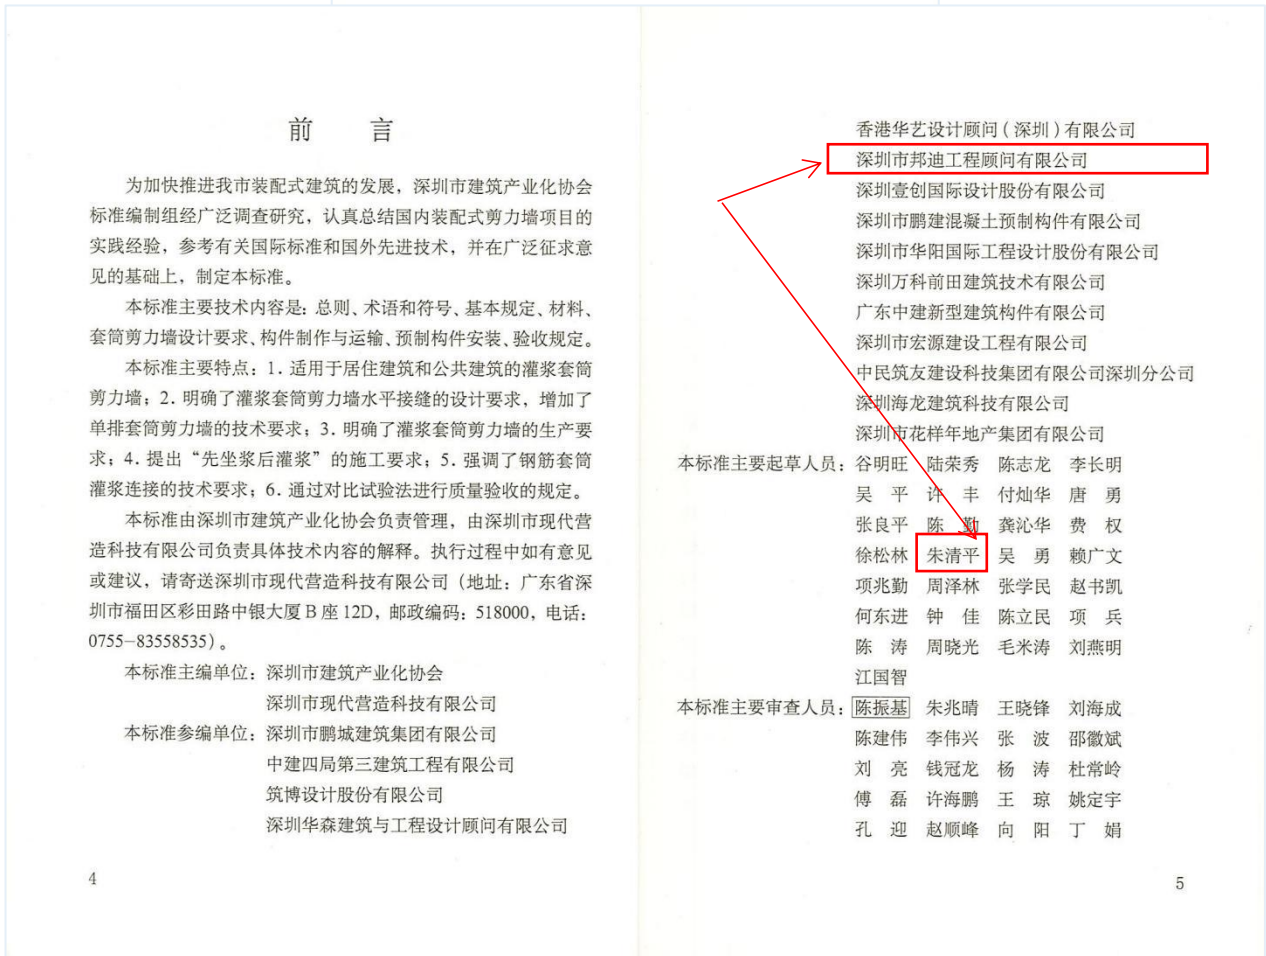 前 言
为加快推进我市装配式建筑的发展，深圳市建筑产业化协会
标准编制组经广泛调查研究，认真总结国内装配式剪力墙项目的
实践经验，参考有关国际标准和国外先进技术，并在广泛征求意
见的基础上，制定本标准。
本标准主要技术内容是：总则、术语和符号、基本规定、材料、
套筒剪力墙设计要求、构件制作与运输、预制构件安装、验收规定。
本标准主要特点：1．适用于居住建筑和公共建筑的灌浆套筒
剪力墙；2．明确了灌浆套筒剪力墙水平接缝的设计要求，增加了
单排套筒剪力墙的技术要求；3．明确了灌浆套筒剪力墙的生产要
求；4．提出“先坐浆后灌浆”的施工要求；5．强调了钢筋套筒
灌浆连接的技术要求；6．通过对比试验法进行质量验收的规定。
本标准由深圳市建筑产业化协会负责管理，由深圳市现代营
造科技有限公司负责具体技术内容的解释。执行过程中如有意见
或建议，请寄送深圳市现代营造科技有限公司（地址：广东省深
圳市福田区彩田路中银大厦 B 座 12D，邮政编码：518000，电话：
0755-83558535）。
本标准主编单位：深圳市建筑产业化协会
深圳市现代营造科技有限公司
本标准参编单位：深圳市鹏城建筑集团有限公司
中建四局第三建筑工程有限公司
筑博设计股份有限公司
深圳华森建筑与工程设计顾问有限公司
4
香港华艺设计顾问（深圳）有限公司
深圳市邦迪工程顾问有限公司
深圳壹创国际设计股份有限公司
深圳市鹏建混凝土预制构件有限公司
深圳市华阳国际工程设计股份有限公司
深圳万科前田建筑技术有限公司
广东中建新型建筑构件有限公司
深圳市宏源建设工程有限公司
中民筑友建设科技集团有限公司深圳分公司
深圳海龙建筑科技有限公司
深圳市花样年地产集团有限公司
本标准主要起草人员：谷明旺 陆荣秀 陈志龙 李长明
吴 平 许 丰 付灿华 唐 勇
张良平 陈 勤 龚沁华 费 权
徐松林 朱清平 吴 勇 赖广文
项兆勤 周泽林 张学民 赵书凯
何东进 钟 佳 陈立民 项 兵
陈 涛 周晓光 毛米涛 刘燕明
江国智
本标准主要审查人员：陈振基 朱兆晴 王晓锋 刘海成
陈建伟 李伟兴 张 波 邵徽斌
刘 亮 钱冠龙 杨 涛 杜常岭
傅 磊 许海鹏 王 琼 姚定宇
孔 迎 赵顺峰 向 阳 丁 娟
5